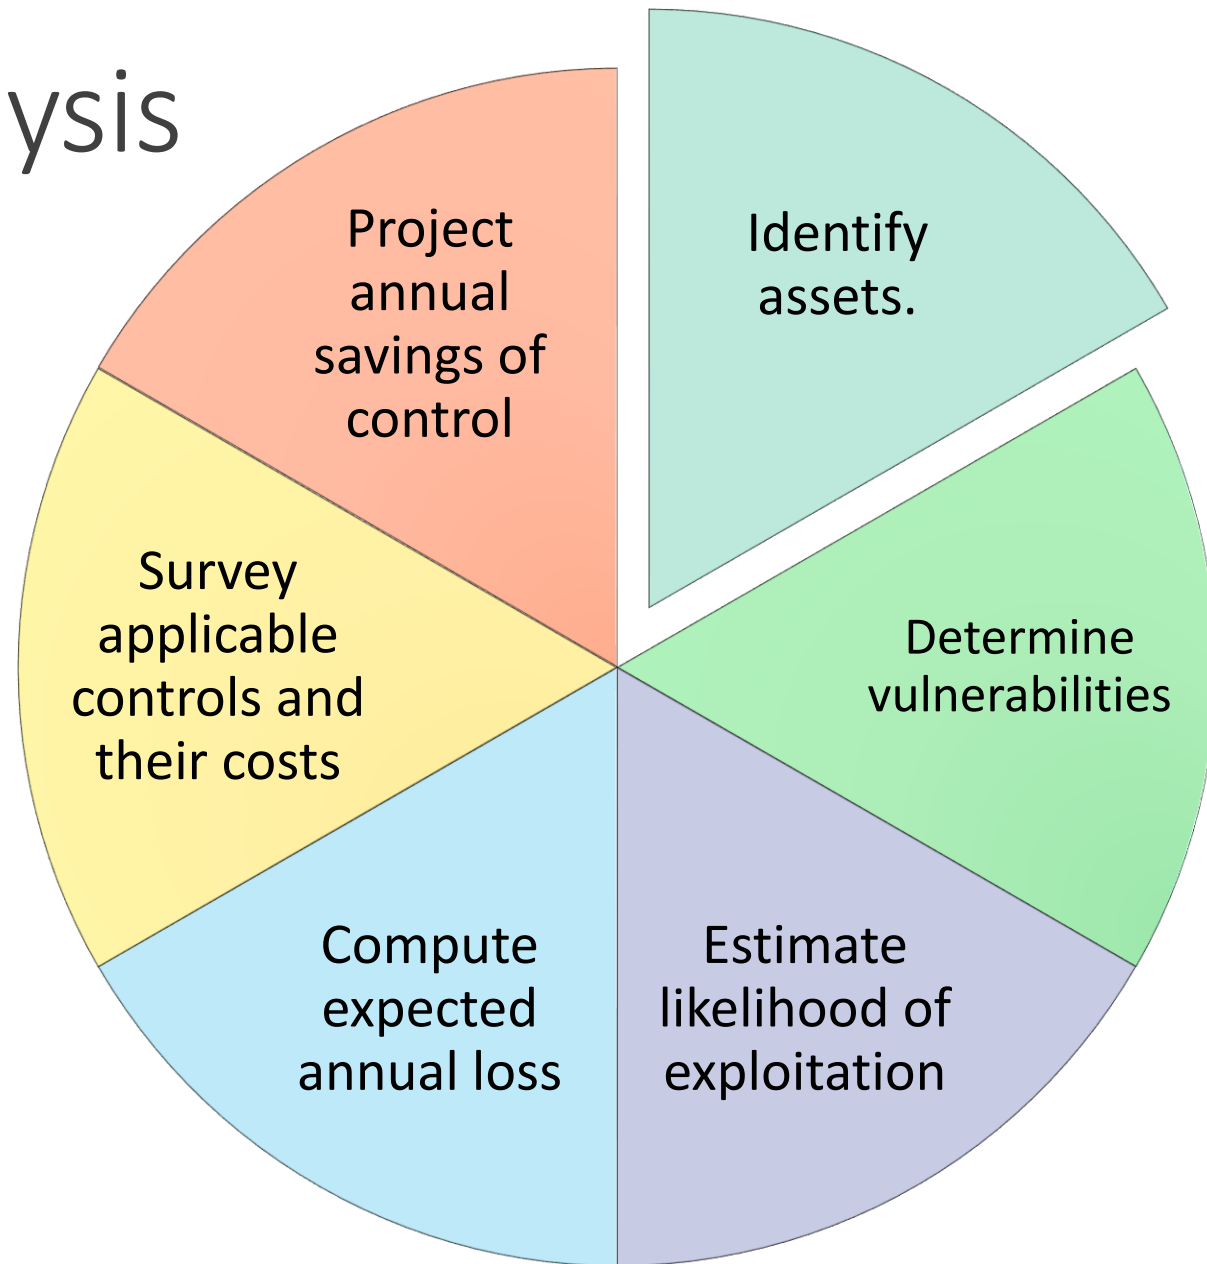 ysis
Identify
assets.
Determine
vulnerabilities
Estimate
likelihood of
exploitation
Compute
expected
annual loss
Survey
applicable
controls and
their costs
Project
annual
savings of
control